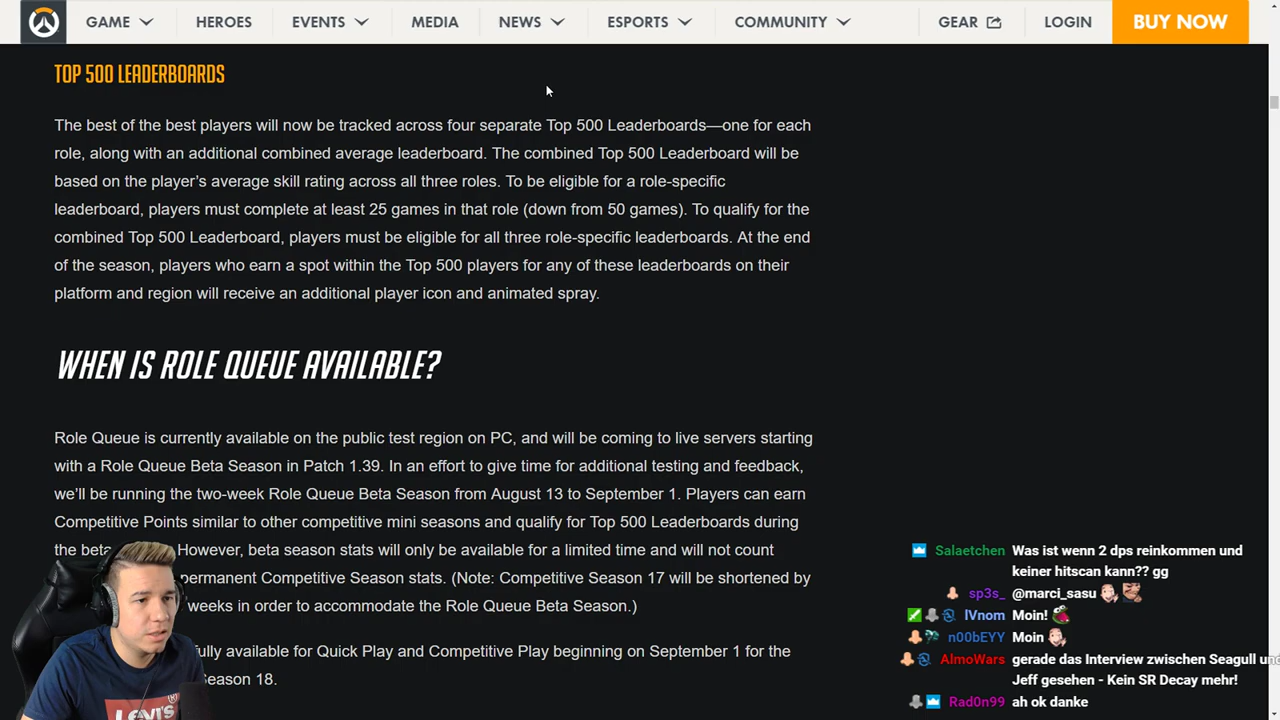 GAME HEROES EVENTS MEDIA NEWS ESPORTS COMMUNITY GEAR LOGIN BUY NOW
TOP 500 LEADERBOARDS
The best of the best players will now be tracked across four separate Top 500 Leaderboards—one for each
role, along with an additional combined average leaderboard. The combined Top 500 Leaderboard will be
based on the player’s average skill rating across all three roles. To be eligible for a role-specific
leaderboard, players must complete at least 25 games in that role (down from 50 games). To qualify for the
combined Top 500 Leaderboard, players must be eligible for all three role-specific leaderboards. At the end
of the season, players who earn a spot within the Top 500 players for any of these leaderboards on their
platform and region will receive an additional player icon and animated spray.
WHEN IS ROLE QUEUE AVAILABLE?
Role Queue is currently available on the public test region on PC, and will be coming to live servers starting
with a Role Queue Beta Season in Patch 1.39. In an effort to give time for additional testing and feedback,
we’ll be running the two-week Role Queue Beta Season from August 13 to September 1. Players can earn
Competitive Points similar to other competitive mini seasons and qualify for Top 500 Leaderboards during
the beta However, beta season stats will only be available for a limited time and will not count
permanent Competitive Season stats. (Note: Competitive Season 17 will be shortened by
weeks in order to accommodate the Role Queue Beta Season.)
fully available for Quick Play and Competitive Play beginning on September 1 for the
Season 18.
Salaetchen Was ist wenn 2 dps reinkommen und
keiner hitscan kann?? gg
sp3s_ @marci_sasu
IVnom Moin!
n00bEYY Moin
AlmoWars gerade das Interview zwischen Seagull und
Jeff gesehen - Kein SR Decay mehr!
Rad0n99 ah ok danke
LEVI'S